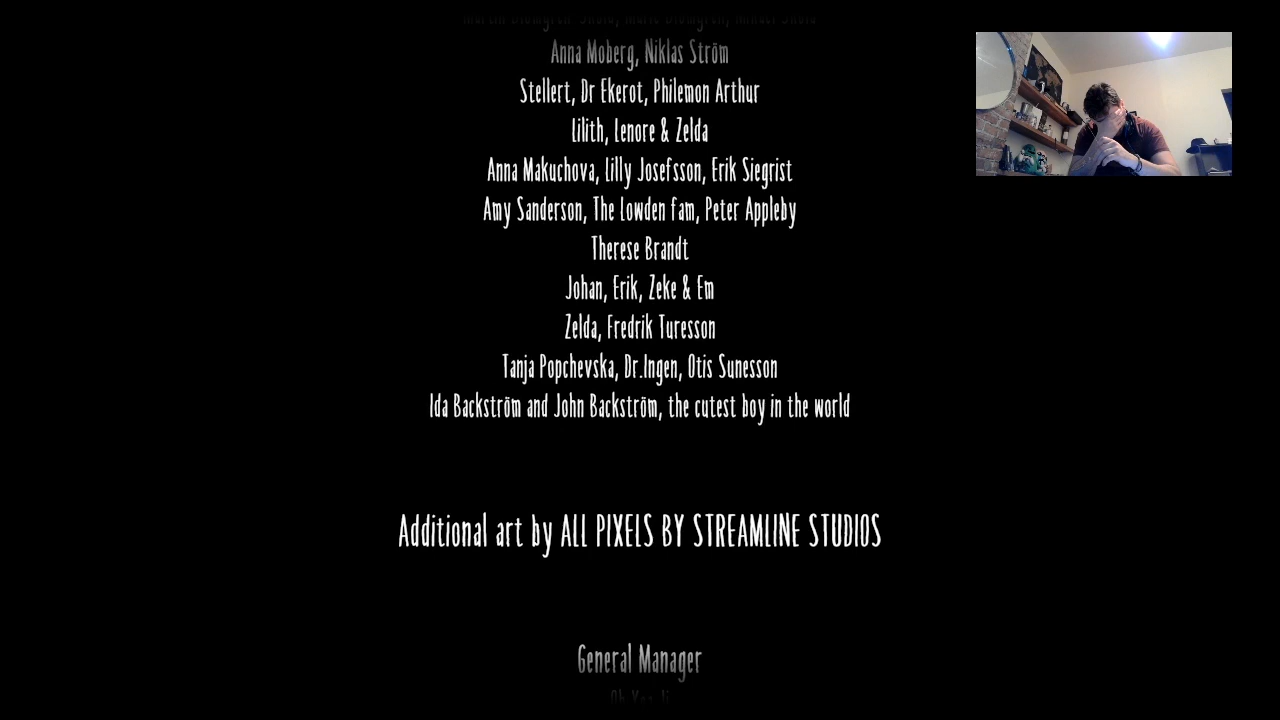 Anna Moberg, Niklas Ström
Stellert, Dr Ekerot, Philemon Arthur
Lilith, Lenore & Zelda
Anna Makuchova, Lilly Josefsson, Erik Siegrist
Amy Sanderson, The Lowden fam, Peter Appleby
Therese Brandt
Johan, Erik, Zeke & Em
Zelda, Fredrik Turesson
Tanja Popchevska, Dr.Ingen, Otis Sunesson
Ida Backström and John Backström, the cutest boy in the world
Additional art by ALL PIXELS BY STREAMLINE STUDIOS
General Manager